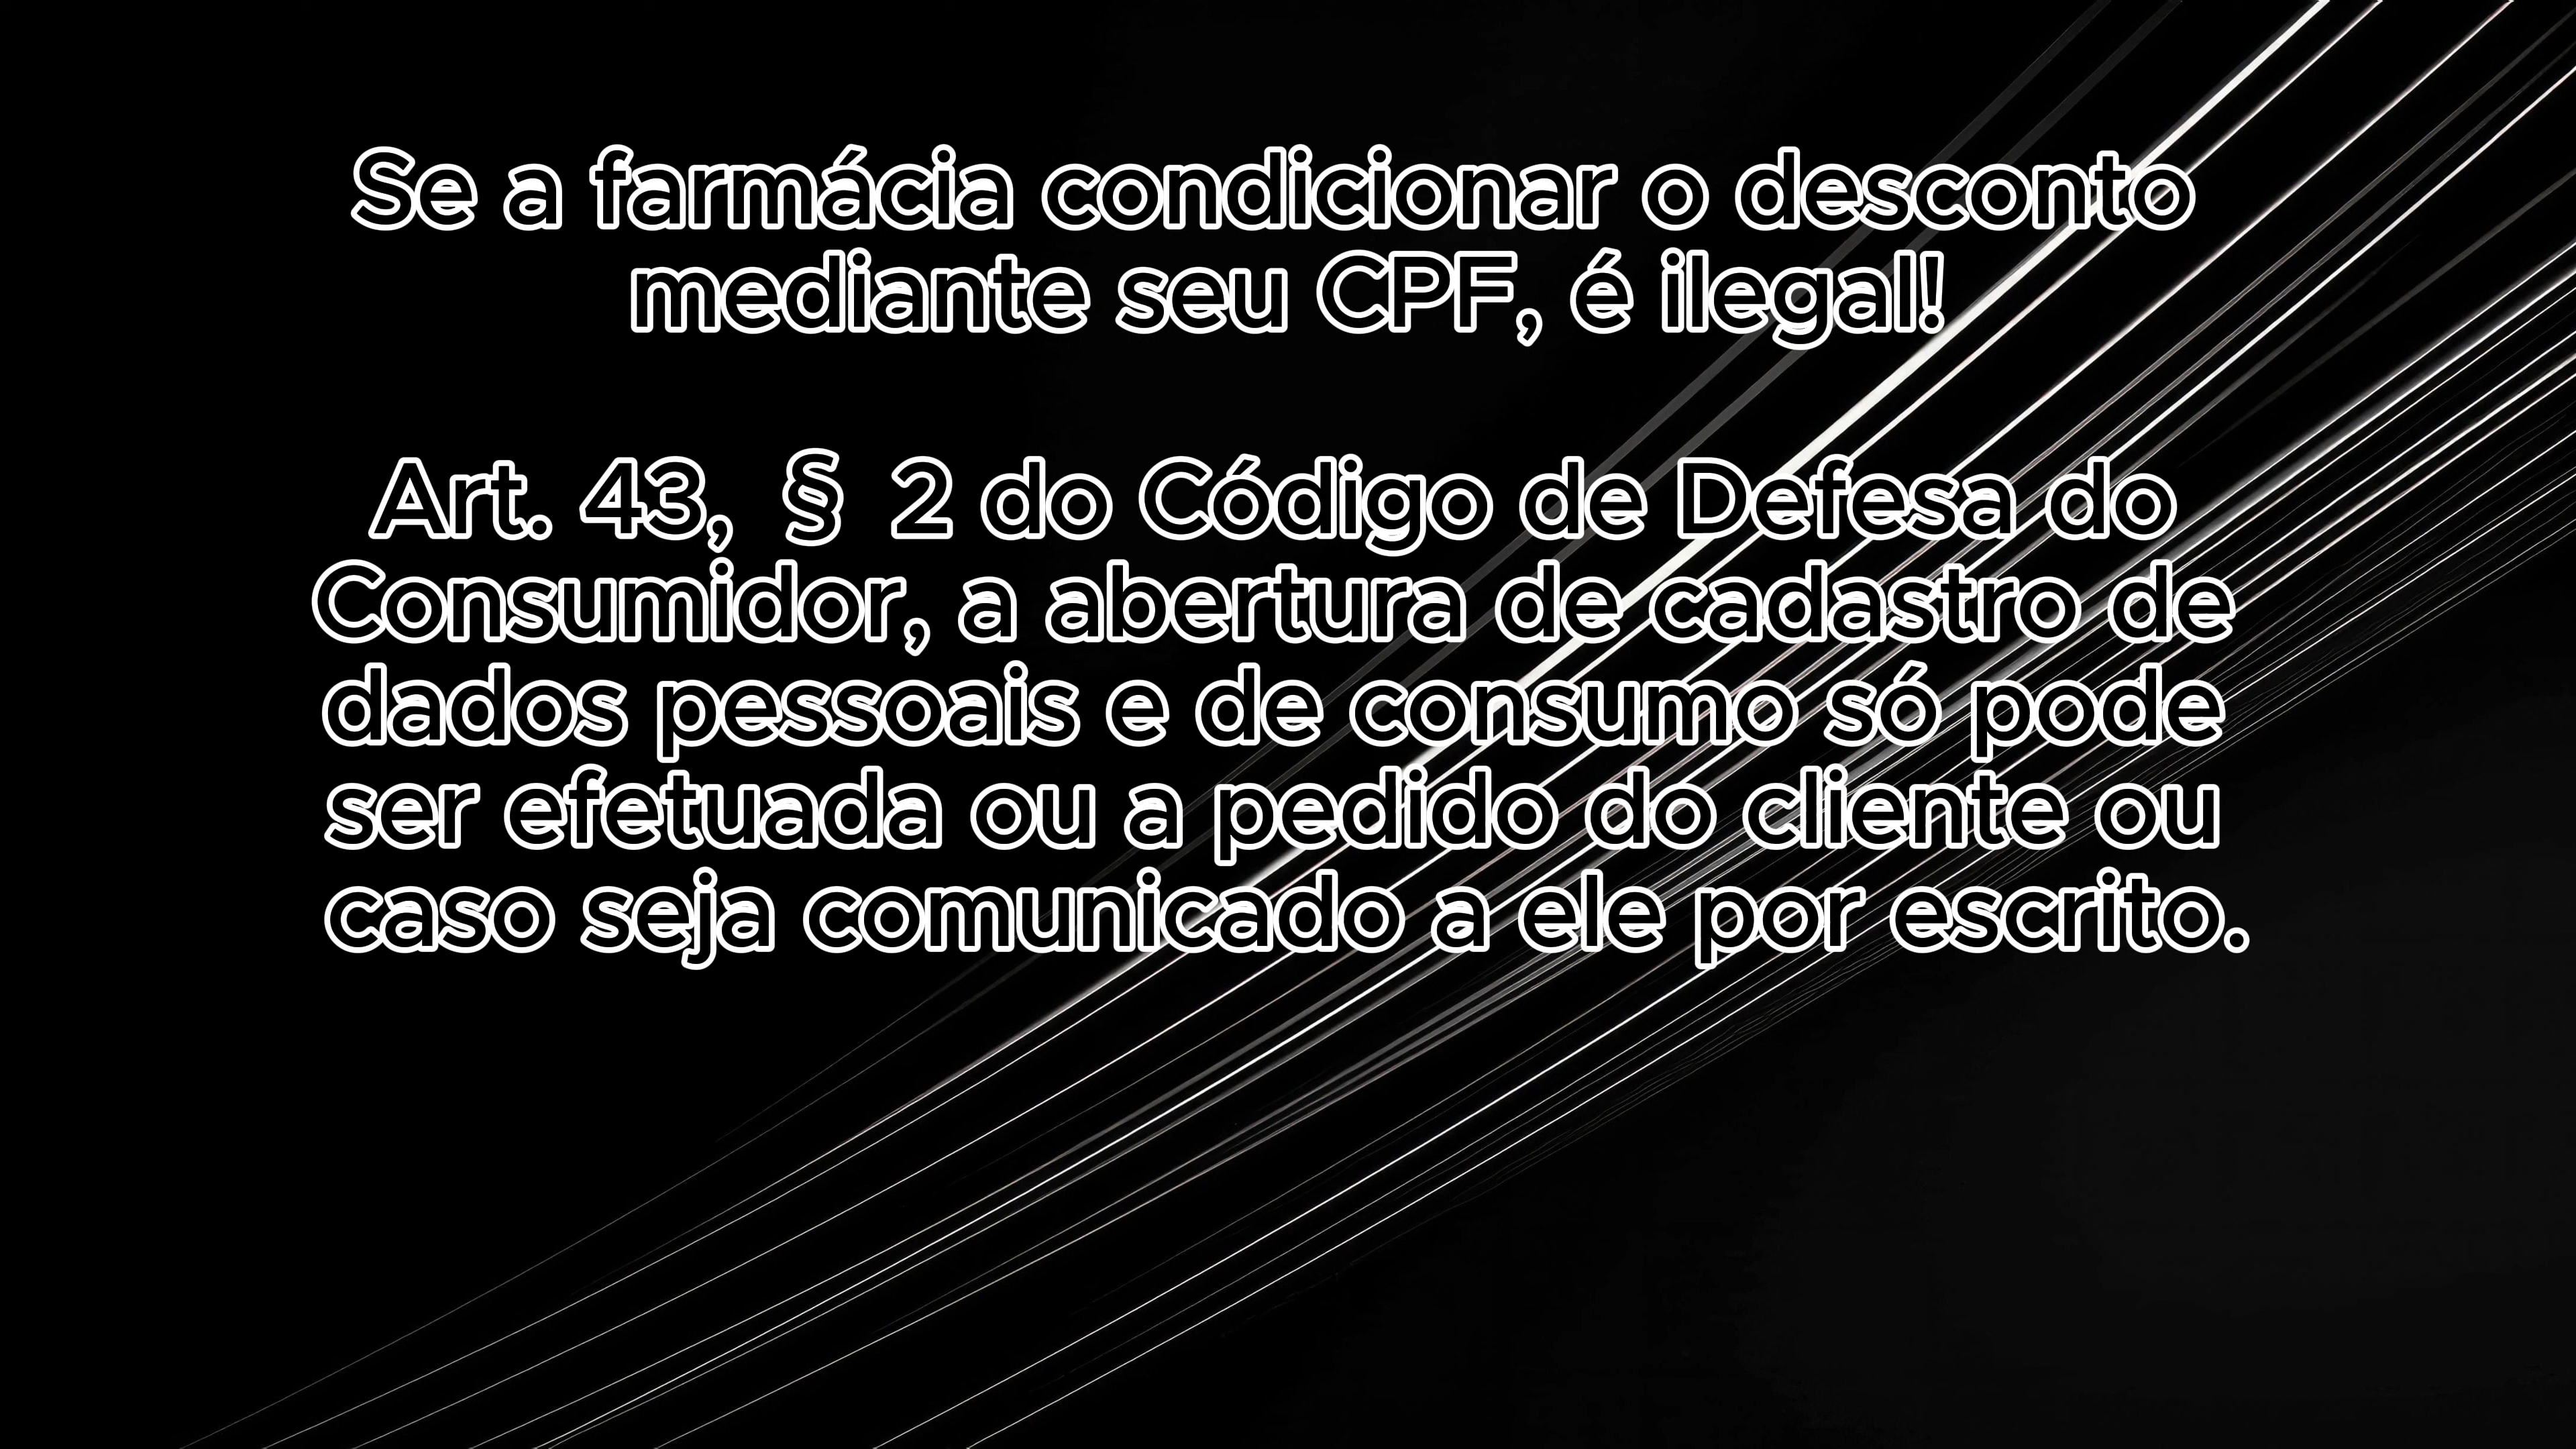 Se a farmácia condicionar o desconto
mediante seu CPF, é ilegal!
Art. 43, § 2 do Código de Defesa do
Consumidor, a abertura de cadastro de
dados pessoais e de consumo só pode
ser efetuada ou a pedido do cliente ou
caso seja comunicado a ele por escrito.